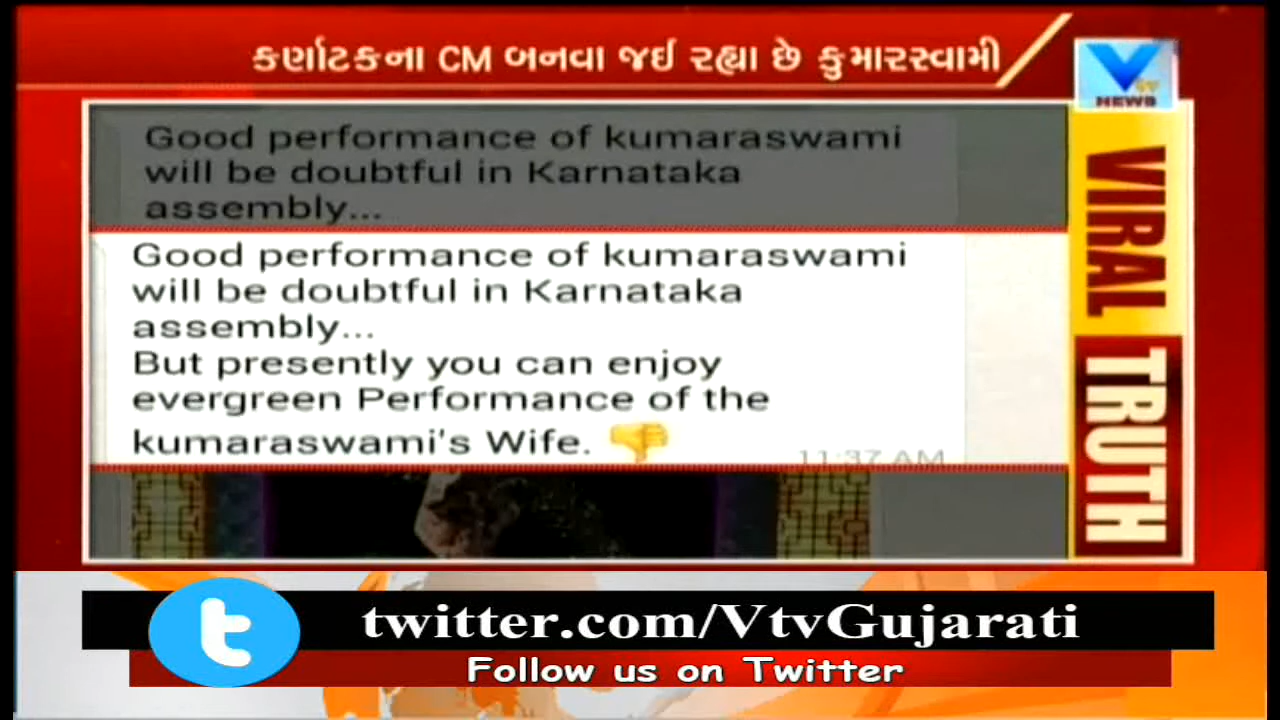 કર્ણાટકના CM બનવા જઈ રહ્યા છે કુમારસ્વામી
VTV
NEWS
VIRAL TRUTH
Good performance of kumaraswami
will be doubtful in Karnataka
assembly...
Good performance of kumaraswami
will be doubtful in Karnataka
assembly...
But presently you can enjoy
evergreen Performance of the
kumaraswami's Wife. 👎
11:37 AM
twitter.com/VtvGujarati
Follow us on Twitter